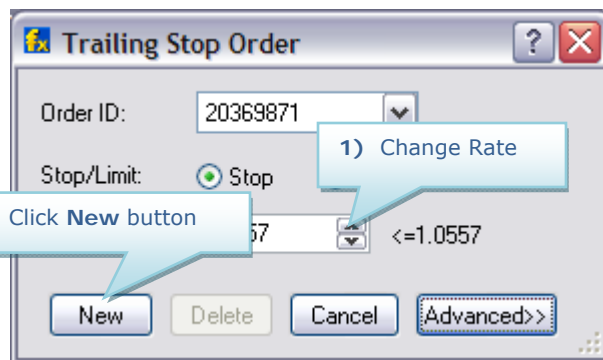 Trailing Stop Order
Order ID: 20369871
1) Change Rate
Stop/Limit: Stop
Click New button
57 <=1.0557
New Delete Cancel Advanced>>